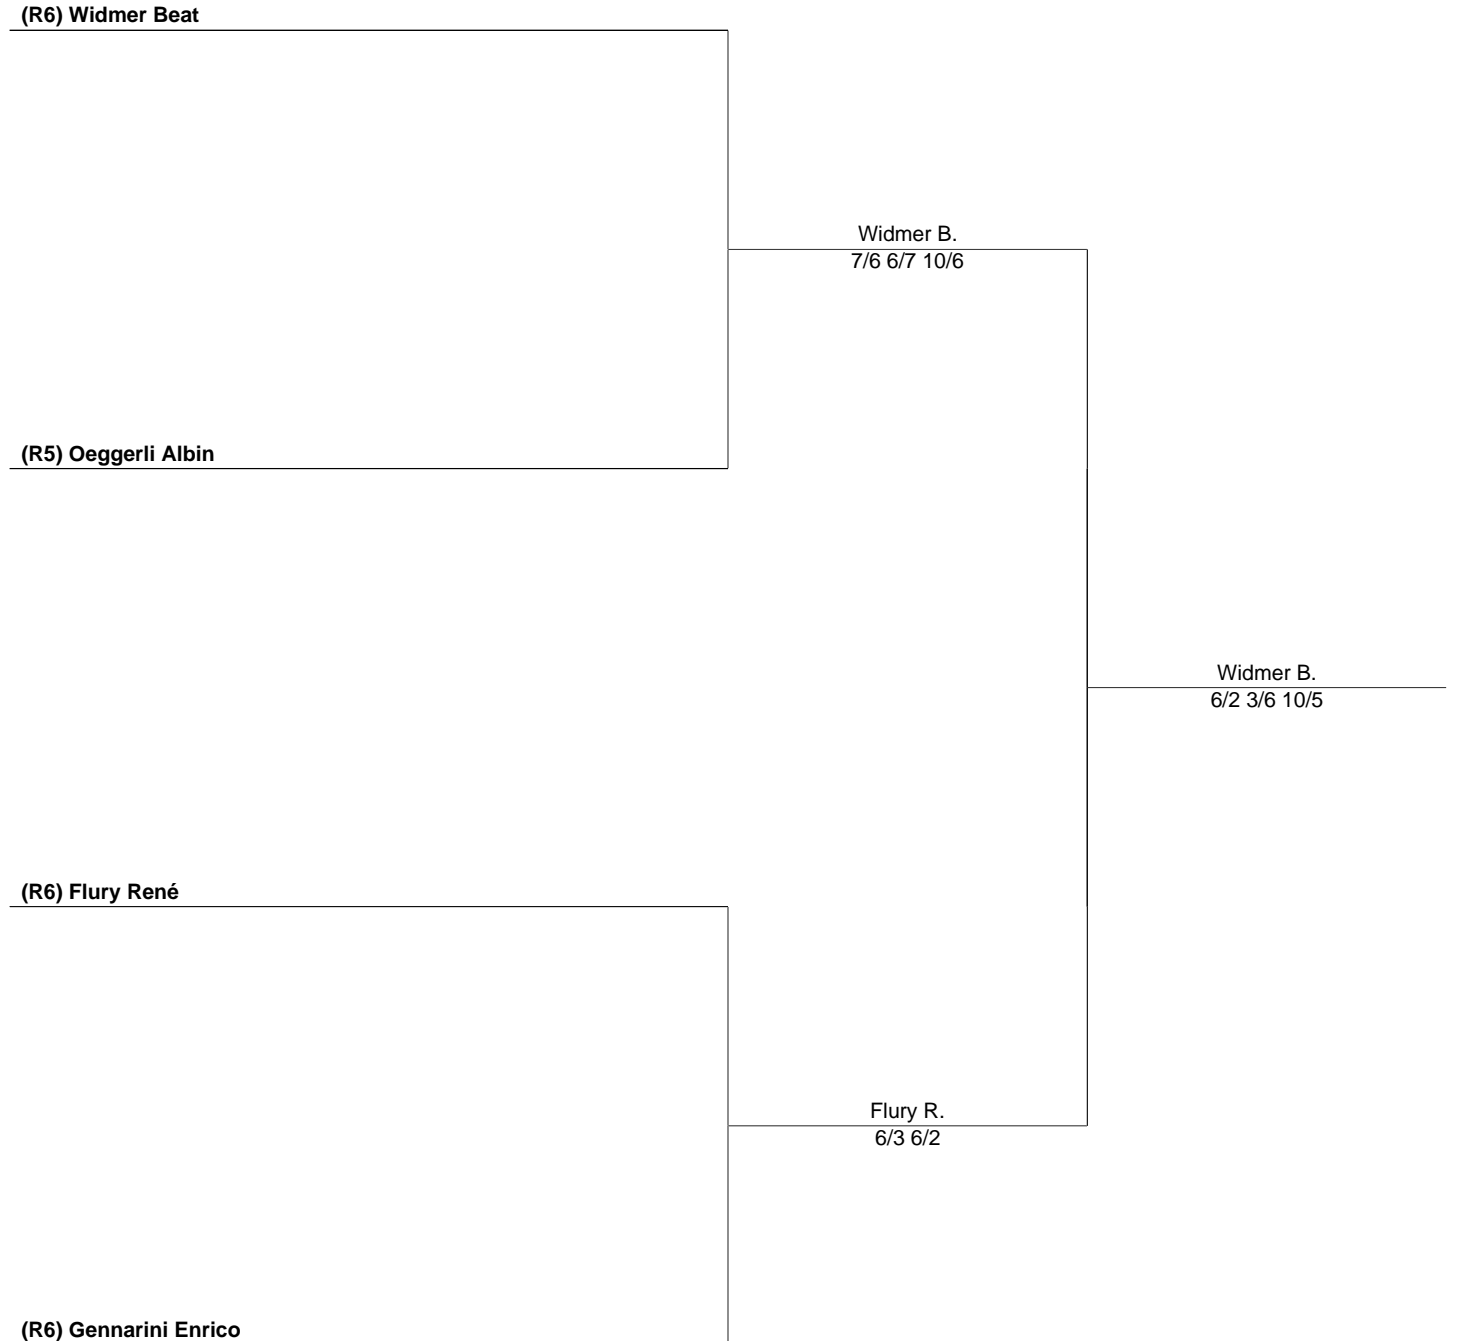 (R6) Widmer Beat
Widmer B.
7/6 6/7 10/6
(R5) Oeggerli Albin
Widmer B.
6/2 3/6 10/5
(R6) Flury René
Flury R.
6/3 6/2
(R6) Gennarini Enrico